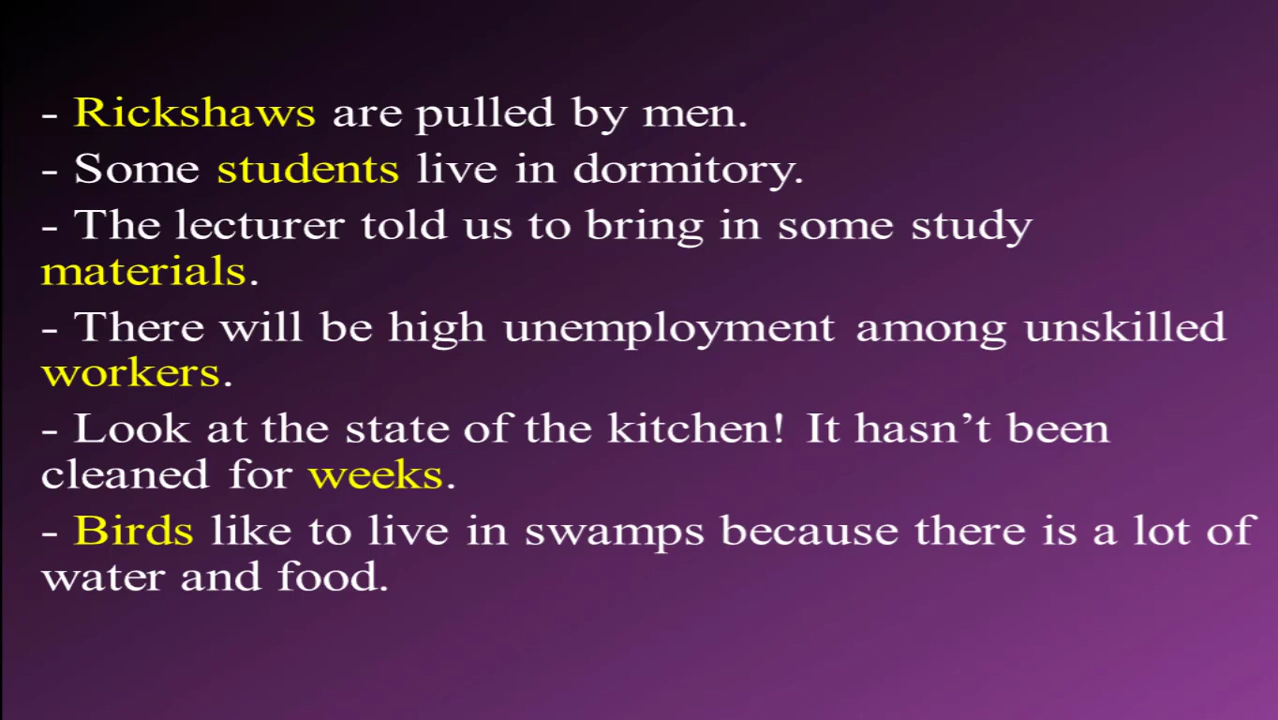 - Rickshaws are pulled by men.
- Some students live in dormitory.
- The lecturer told us to bring in some study
materials.
- There will be high unemployment among unskilled
workers.
- Look at the state of the kitchen! It hasn’t been
cleaned for weeks.
- Birds like to live in swamps because there is a lot of
water and food.